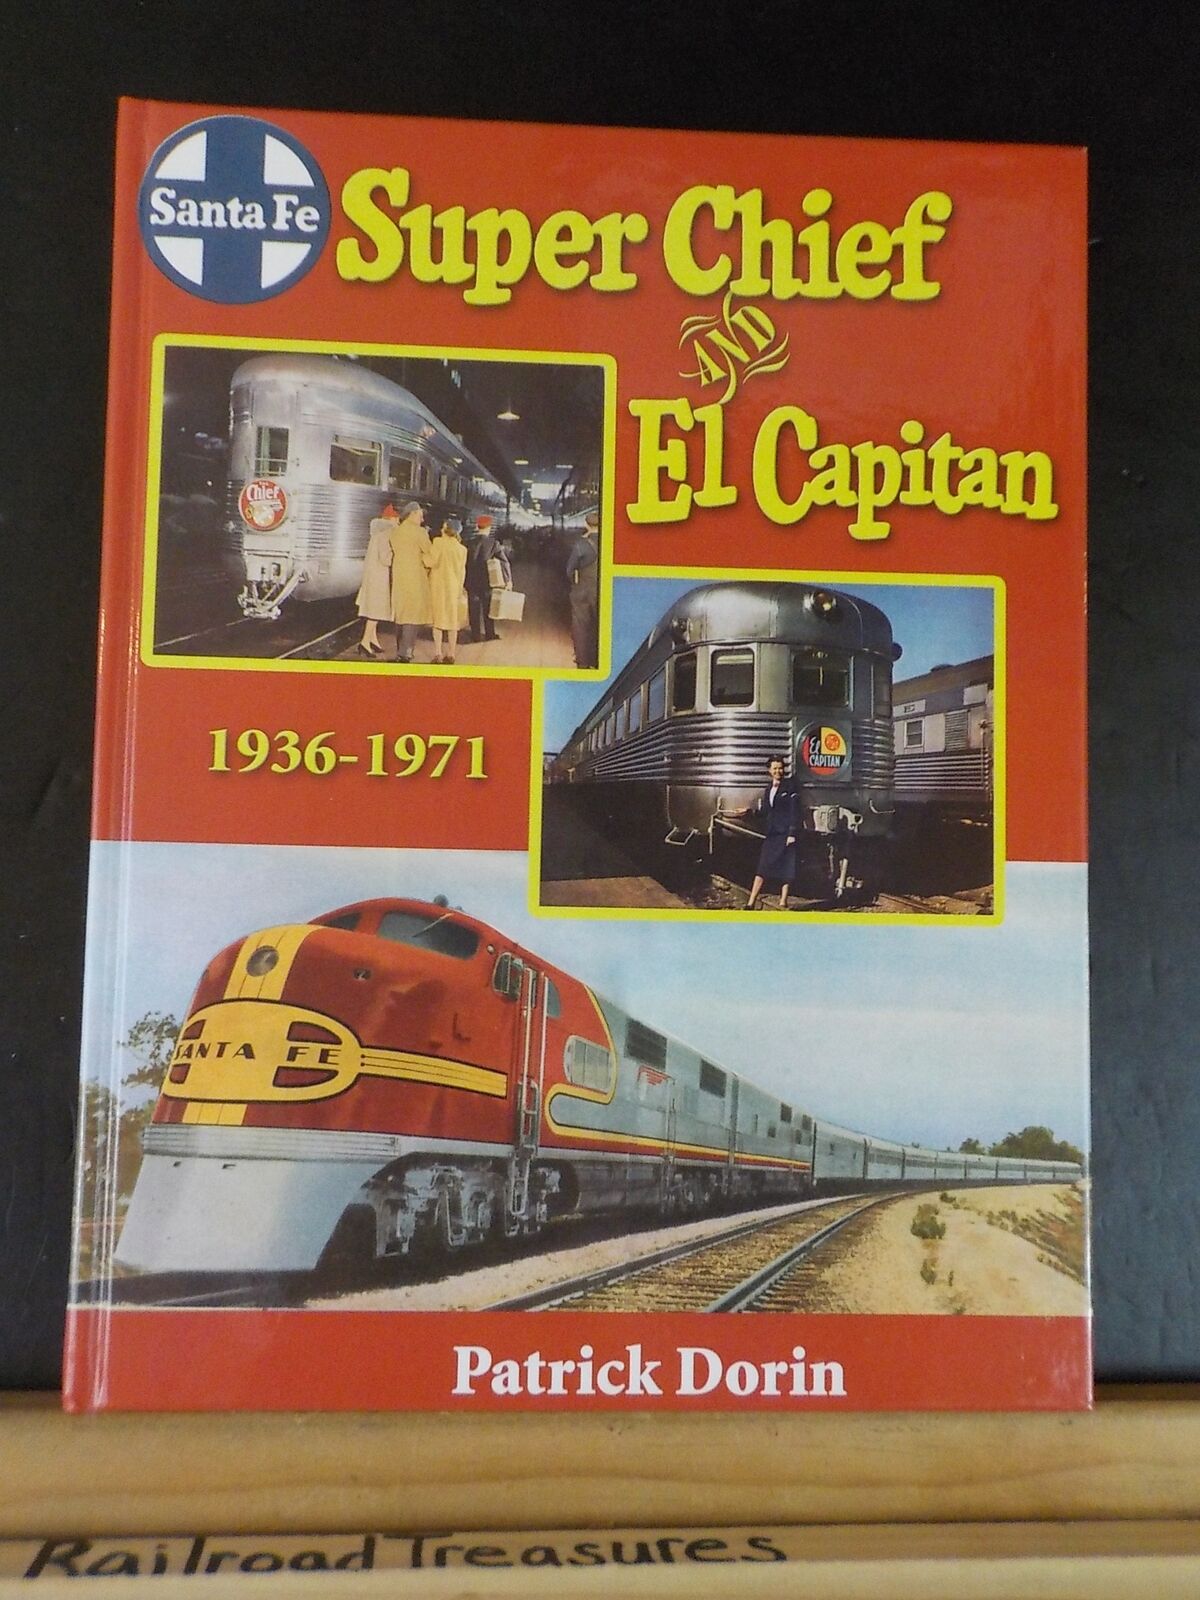 Santa Fe
Super Chief
AND
El Capitan
Chief
1936-1971
El
CAPITAN
SANTA FE
Patrick Dorin
Railroad Treasures